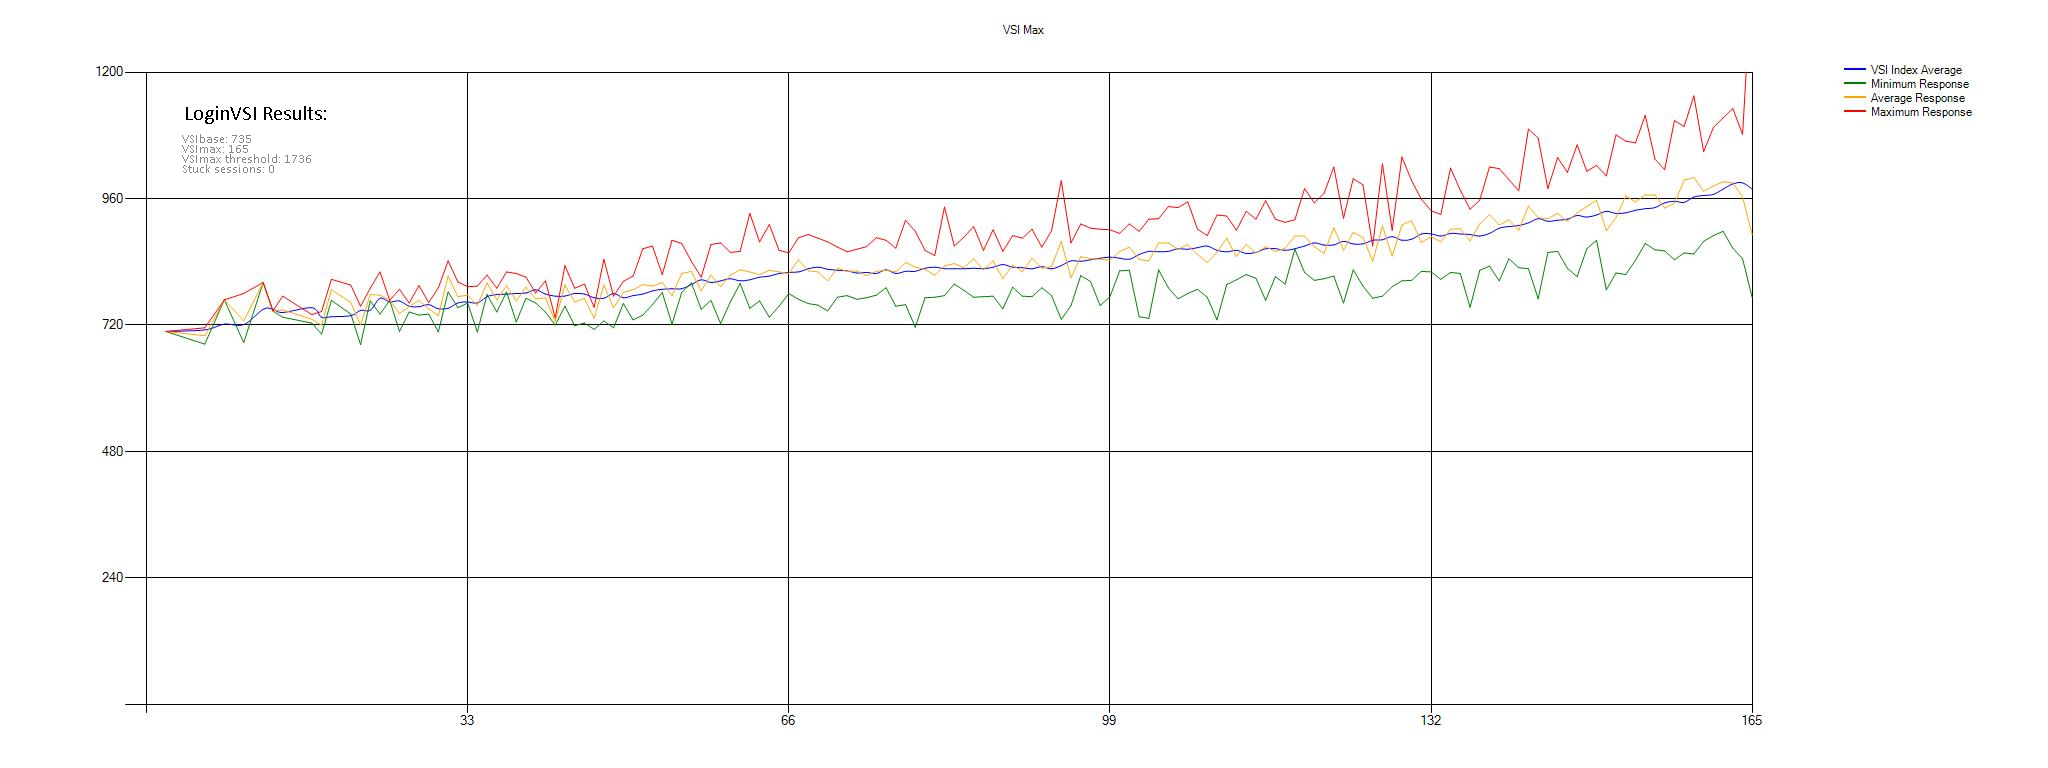 VSI Max
1200
960
720
480
240
33
66
99
132
165
LoginVSI Results:
VSIbase: 735
VSImax: 165
VSImax threshold: 1736
Stuck sessions: 0
VSI Index Average
Minimum Response
Average Response
Maximum Response